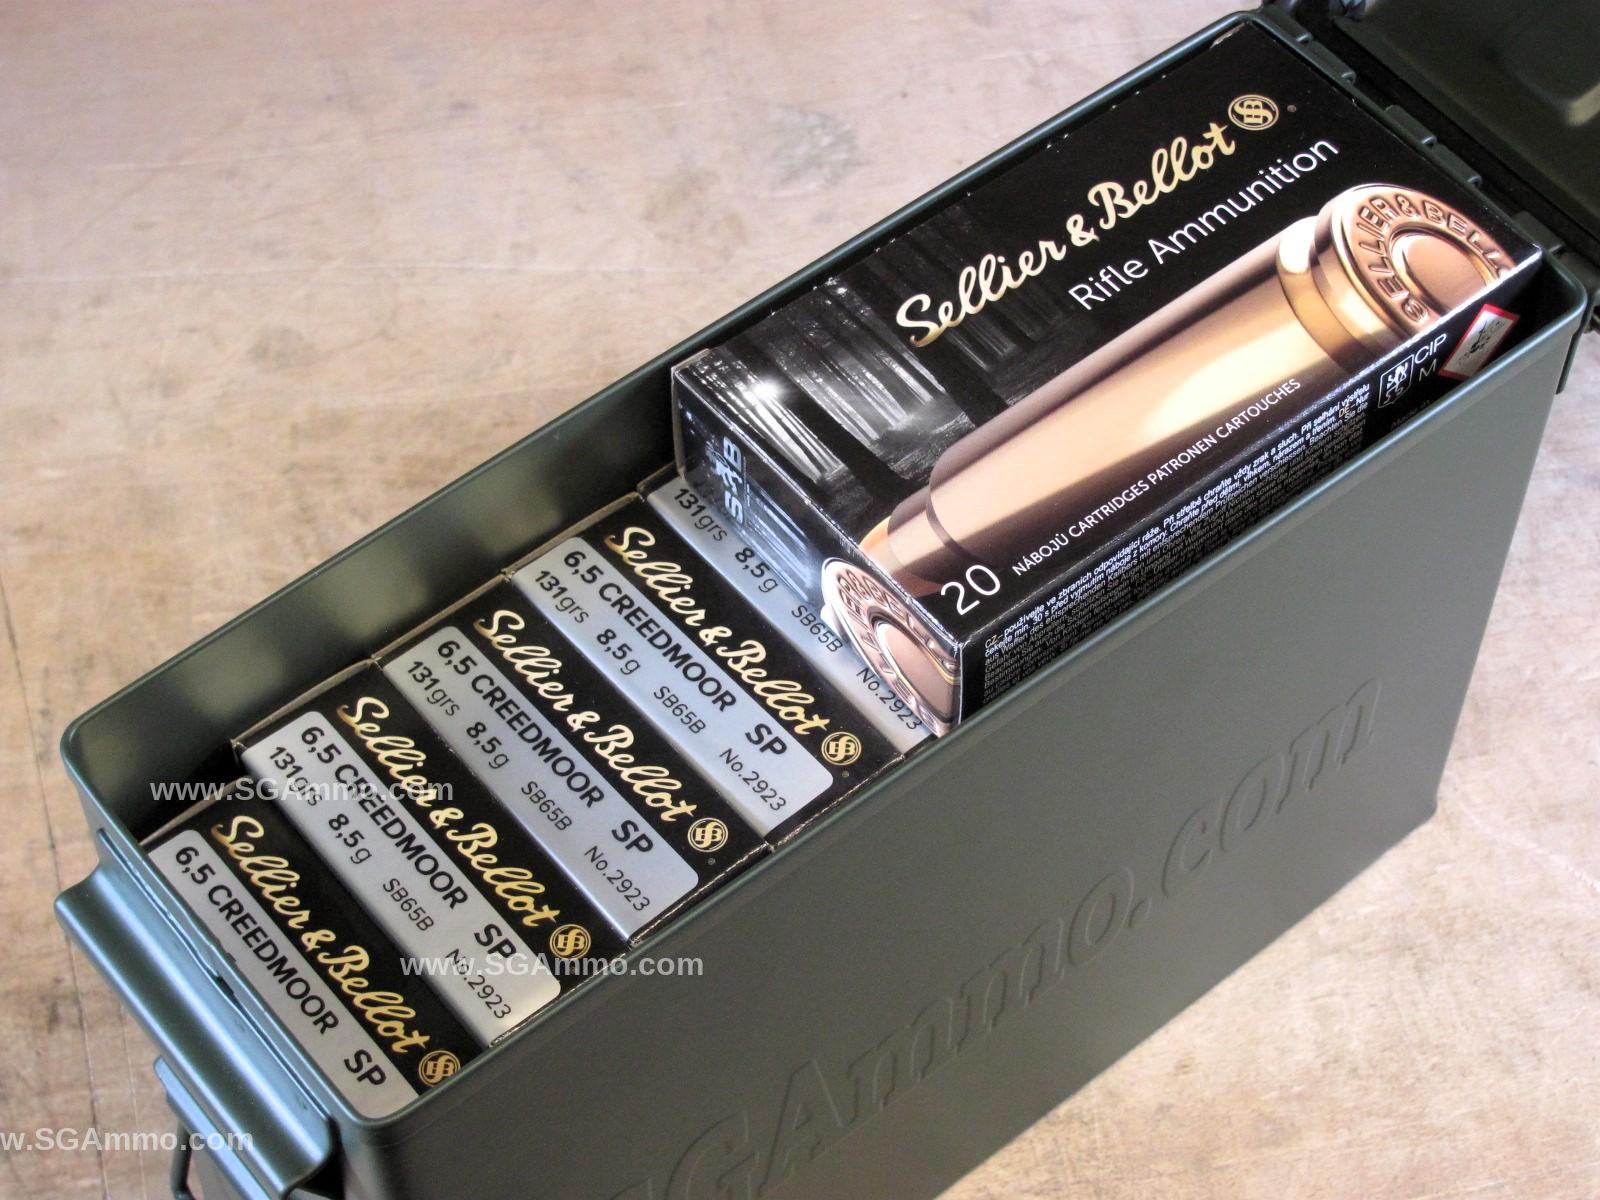 Sellier & Bellot
Rifle Ammunition
SELLIER & BELL
CIP
M
S&B
20 NÁBOJŮ CARTRIDGES PATRONEN CARTOUCHES
131grs 8,5g SB65B No.2923
Sellier & Bellot
6,5 CREEDMOOR SP
131grs 8,5g SB65B No.2923
Sellier & Bellot
6,5 CREEDMOOR SP
131grs 8,5g SB65B No.2923
Sellier & Bellot
6,5 CREEDMOOR SP
131grs 8,5g SB65B No.2923
Sellier & Bellot
6,5 CREEDMOOR SP
www.SGAmmo.com
www.SGAmmo.com
w.SGAmmo.com
SGAmmo.com